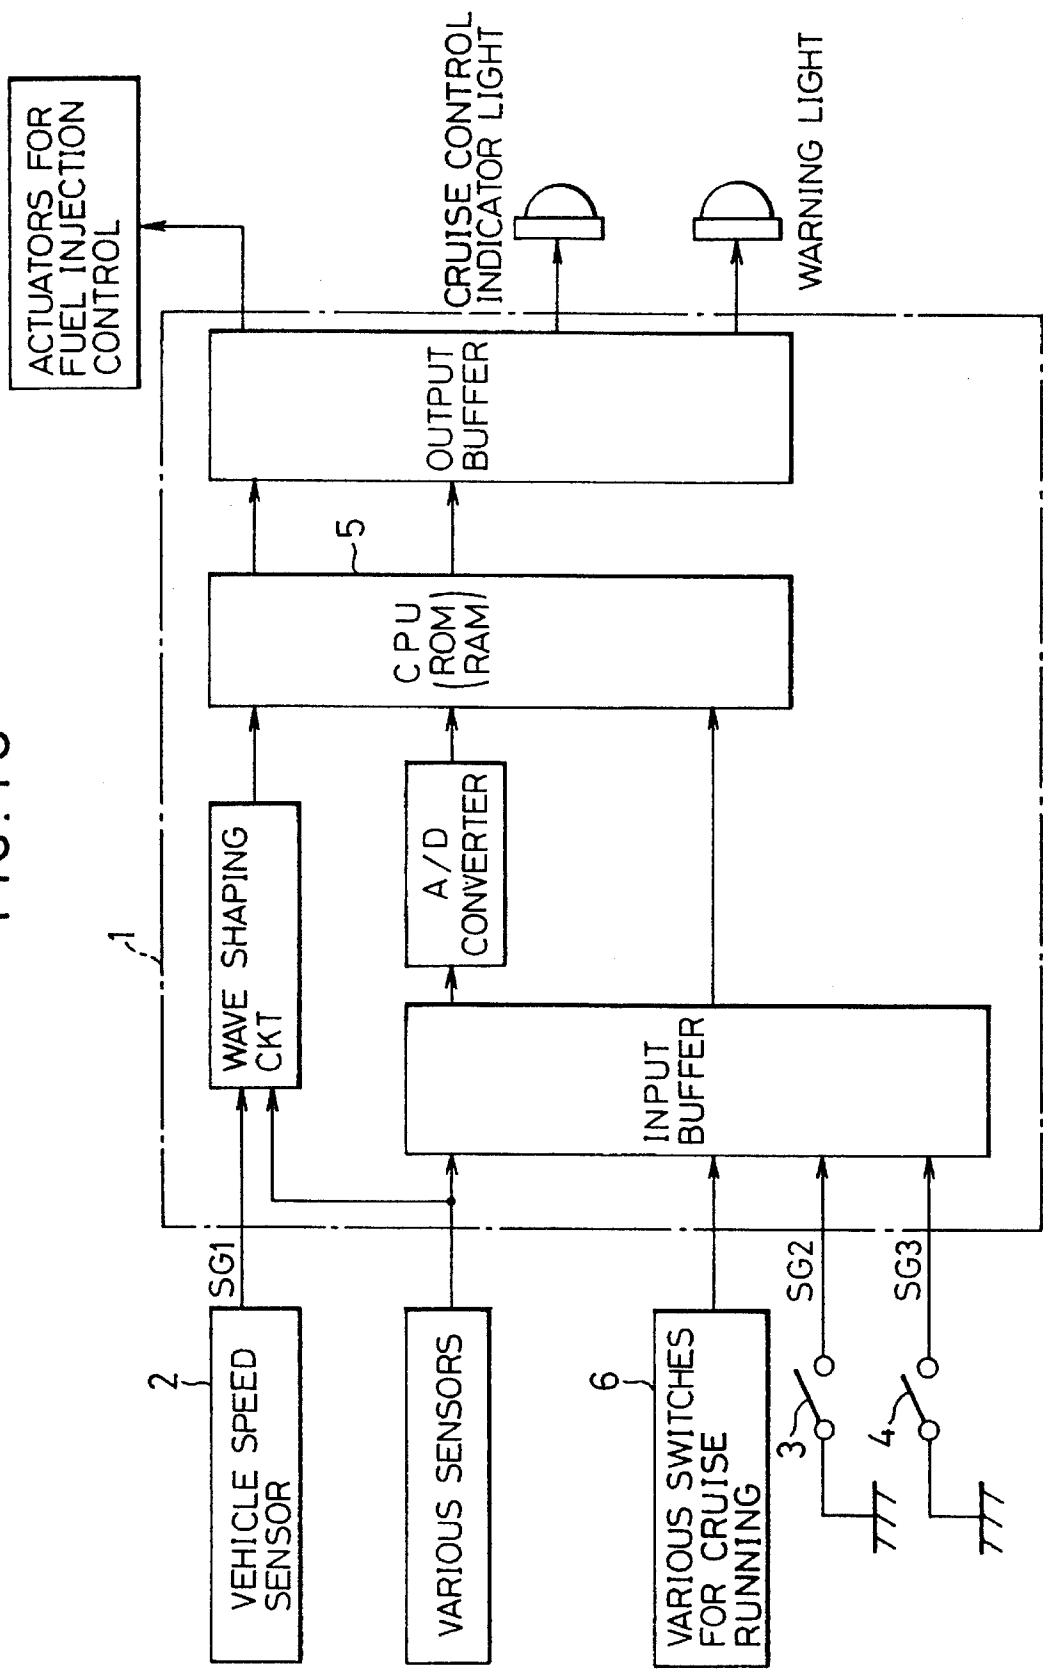 ACTUATORS FOR
FUEL INJECTION
CONTROL
1
2
VEHICLE SPEED
SENSOR
SG1
WAVE SHAPING
CKT
5
CPU
(ROM)
(RAM)
OUTPUT
BUFFER
CRUISE CONTROL
INDICATOR LIGHT
WARNING LIGHT
VARIOUS SENSORS
A/D
CONVERTER
INPUT
BUFFER
6
VARIOUS SWITCHES
FOR CRUISE
RUNNING
3
SG2
4
SG3